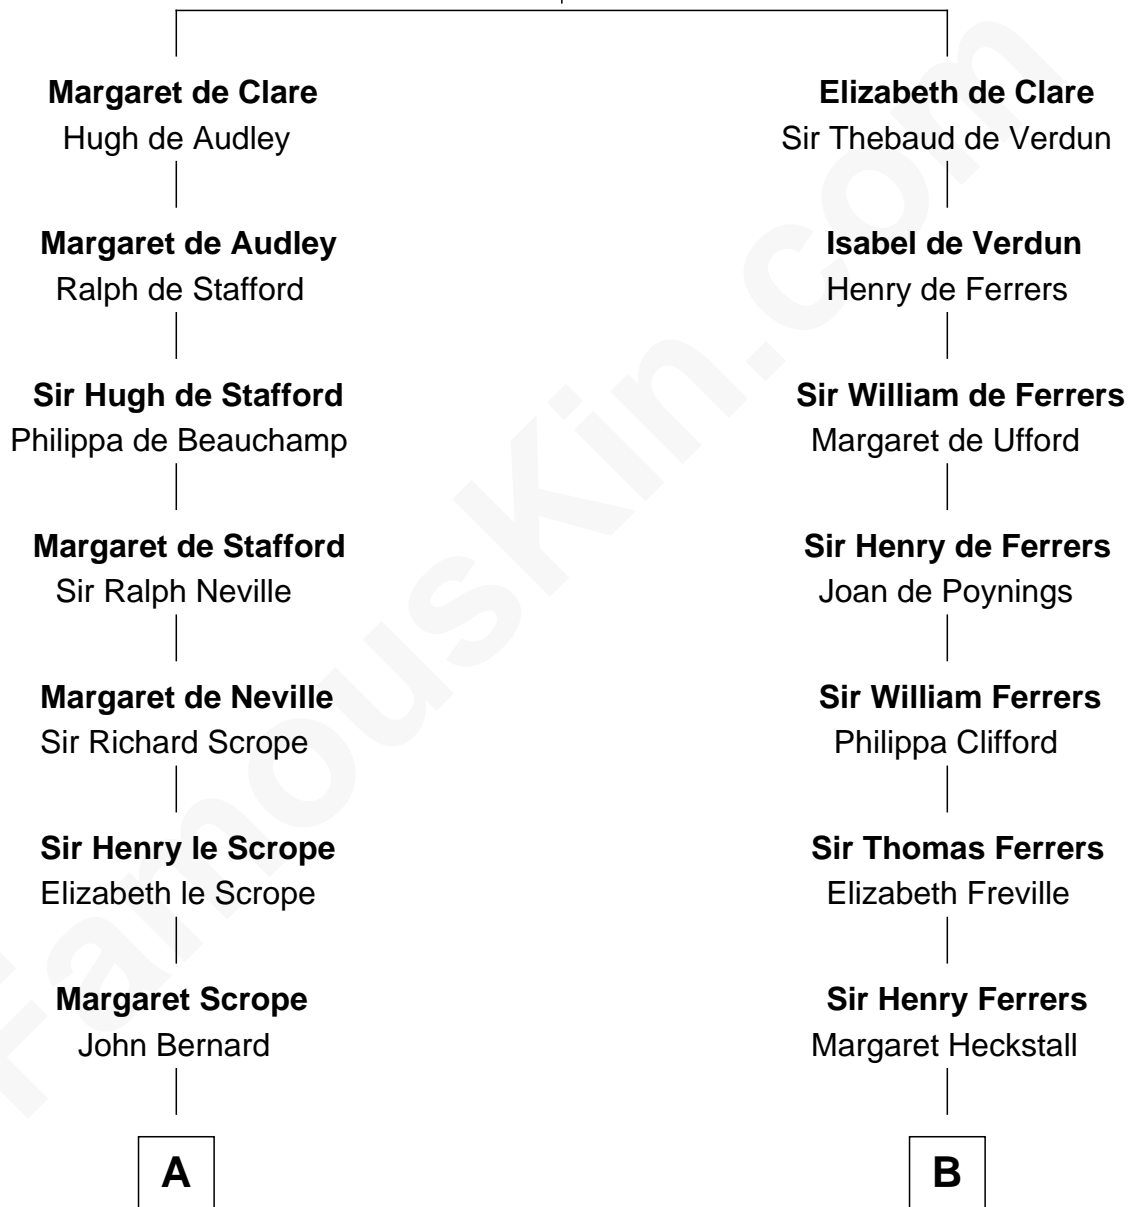 Margaret de Clare
Hugh de Audley
Margaret de Audley
Ralph de Stafford
Sir Hugh de Stafford
Philippa de Beauchamp
Margaret de Stafford
Sir Ralph Neville
Margaret de Neville
Sir Richard Scrope
Sir Henry le Scrope
Elizabeth le Scrope
Margaret Scrope
John Bernard
A
Elizabeth de Clare
Sir Thebaud de Verdun
Isabel de Verdun
Henry de Ferrers
Sir William de Ferrers
Margaret de Ufford
Sir Henry de Ferrers
Joan de Poynings
Sir William Ferrers
Philippa Clifford
Sir Thomas Ferrers
Elizabeth Freville
Sir Henry Ferrers
Margaret Heckstall
B
FamousKin.com